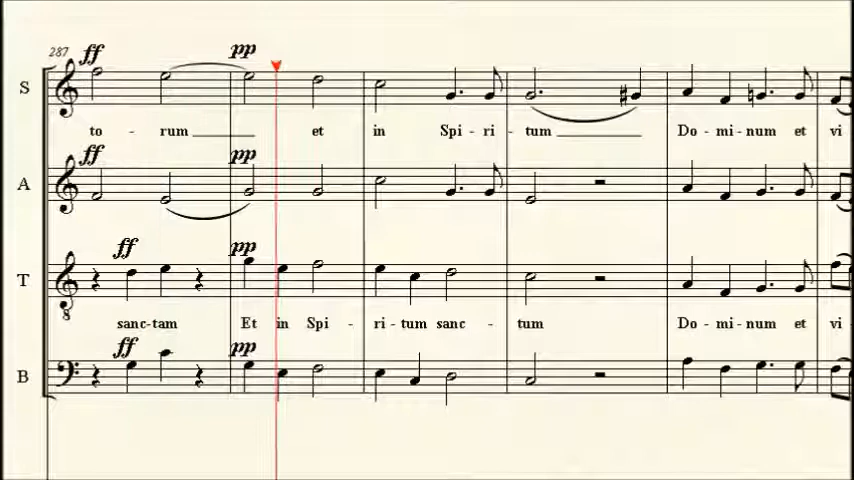 287 ff pp
S
to - rum et in Spi - ri - tum Do - mi - num et vi
ff pp
A
ff pp
T
8
sanc-tam Et in Spi - ri - tum sanc - tum Do - mi - num et vi -
ff pp
B